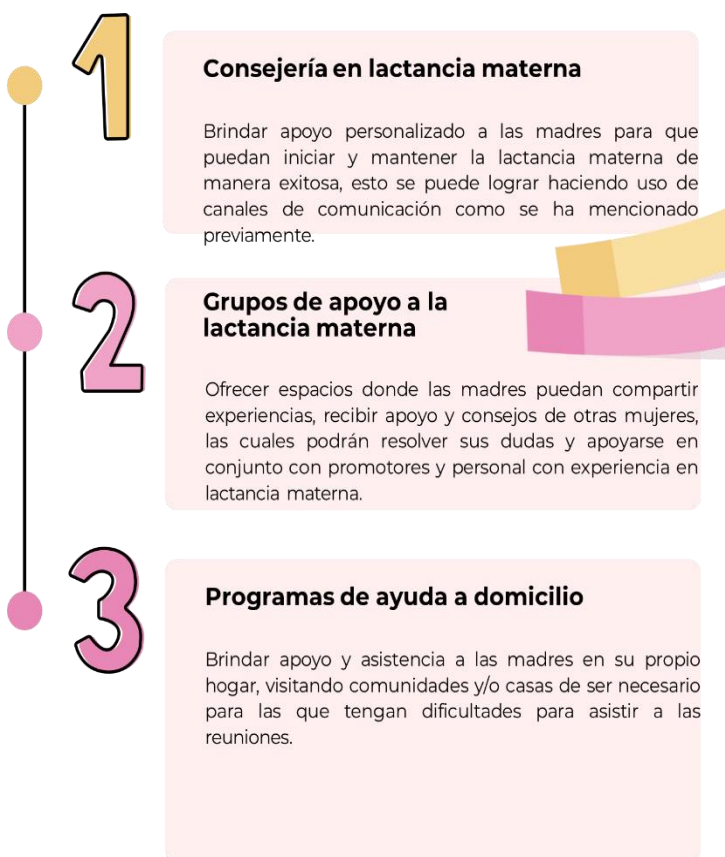 1
Consejería en lactancia materna
Brindar apoyo personalizado a las madres para que
puedan iniciar y mantener la lactancia materna de
manera exitosa, esto se puede lograr haciendo uso de
canales de comunicación como se ha mencionado
previamente.
2
Grupos de apoyo a la
lactancia materna
Ofrecer espacios donde las madres puedan compartir
experiencias, recibir apoyo y consejos de otras mujeres,
las cuales podrán resolver sus dudas y apoyarse en
conjunto con promotores y personal con experiencia en
lactancia materna.
3
Programas de ayuda a domicilio
Brindar apoyo y asistencia a las madres en su propio
hogar, visitando comunidades y/o casas de ser necesario
para las que tengan dificultades para asistir a las
reuniones.